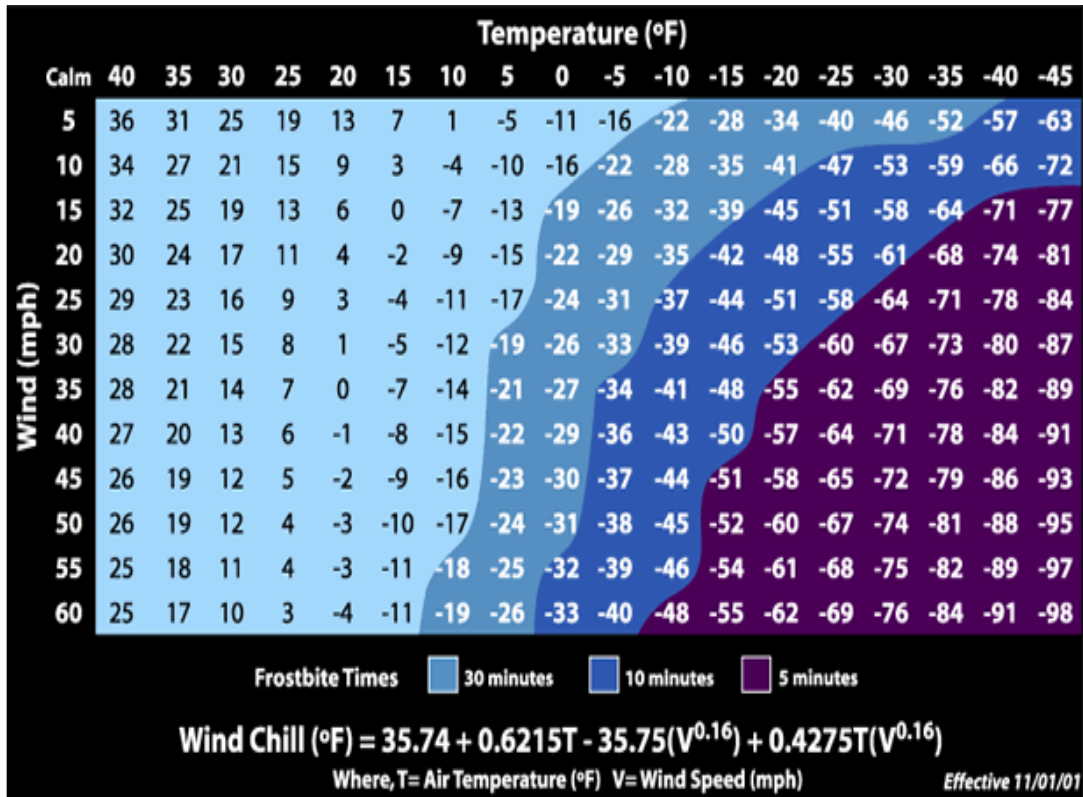 Temperature (ºF)
Calm 40 35 30 25 20 15 10 5 0 -5 -10 -15 -20 -25 -30 -35 -40 -45
5 36 31 25 19 13 7 1 -5 -11 -16 -22 -28 -34 -40 -46 -52 -57 -63
10 34 27 21 15 9 3 -4 -10 -16 -22 -28 -35 -41 -47 -53 -59 -66 -72
15 32 25 19 13 6 0 -7 -13 -19 -26 -32 -39 -45 -51 -58 -64 -71 -77
20 30 24 17 11 4 -2 -9 -15 -22 -29 -35 -42 -48 -55 -61 -68 -74 -81
25 29 23 16 9 3 -4 -11 -17 -24 -31 -37 -44 -51 -58 -64 -71 -78 -84
30 28 22 15 8 1 -5 -12 -19 -26 -33 -39 -46 -53 -60 -67 -73 -80 -87
35 28 21 14 7 0 -7 -14 -21 -27 -34 -41 -48 -55 -62 -69 -76 -82 -89
40 27 20 13 6 -1 -8 -15 -22 -29 -36 -43 -50 -57 -64 -71 -78 -84 -91
45 26 19 12 5 -2 -9 -16 -23 -30 -37 -44 -51 -58 -65 -72 -79 -86 -93
50 26 19 12 4 -3 -10 -17 -24 -31 -38 -45 -52 -60 -67 -74 -81 -88 -95
55 25 18 11 4 -3 -11 -18 -25 -32 -39 -46 -54 -61 -68 -75 -82 -89 -97
60 25 17 10 3 -4 -11 -19 -26 -33 -40 -48 -55 -62 -69 -76 -84 -91 -98
Wind (mph)
Frostbite Times 30 minutes 10 minutes 5 minutes
Wind Chill (ºF) = 35.74 + 0.6215T - 35.75(V^0.16) + 0.4275T(V^0.16)
Where, T= Air Temperature (ºF) V= Wind Speed (mph) Effective 11/01/01